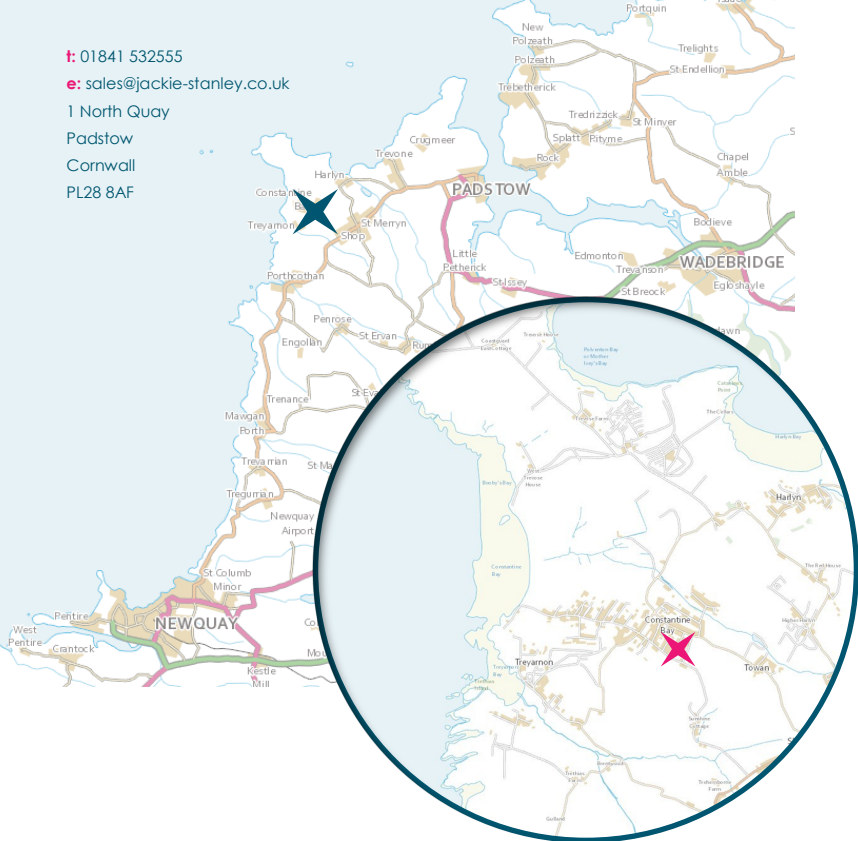 t: 01841 532555
e: sales@jackie-stanley.co.uk
1 North Quay
Padstow
Cornwall
PL28 8AF
Portquin
New
Polzeath
Polzeath
Trelights
St Endellion
Trebetherick
Tredrizzick
St Minver
Splatt
Pityme
Rock
Chapel
Amble
Crugmeer
Trevone
Harlyn
PADSTOW
Constantine
Treyarnon
St Merryn
Shop
Bodieve
Little
Petherick
Edmonton
Treyanson
WADEBRIDGE
Egloshayle
St Issey
St Breock
Porthcothan
Penrose
St Ervan
Engollan
Trenance
Mawgan
Porth
Trevarrian
Tregurrian
Newquay
Airport
St Columb
Minor
NEWQUAY
Pentire
West
Pentire
Crantock
Kestle
Mill
Constantine
Bay
Harlyn
Constantine
Bay
Treyarnon
Towan